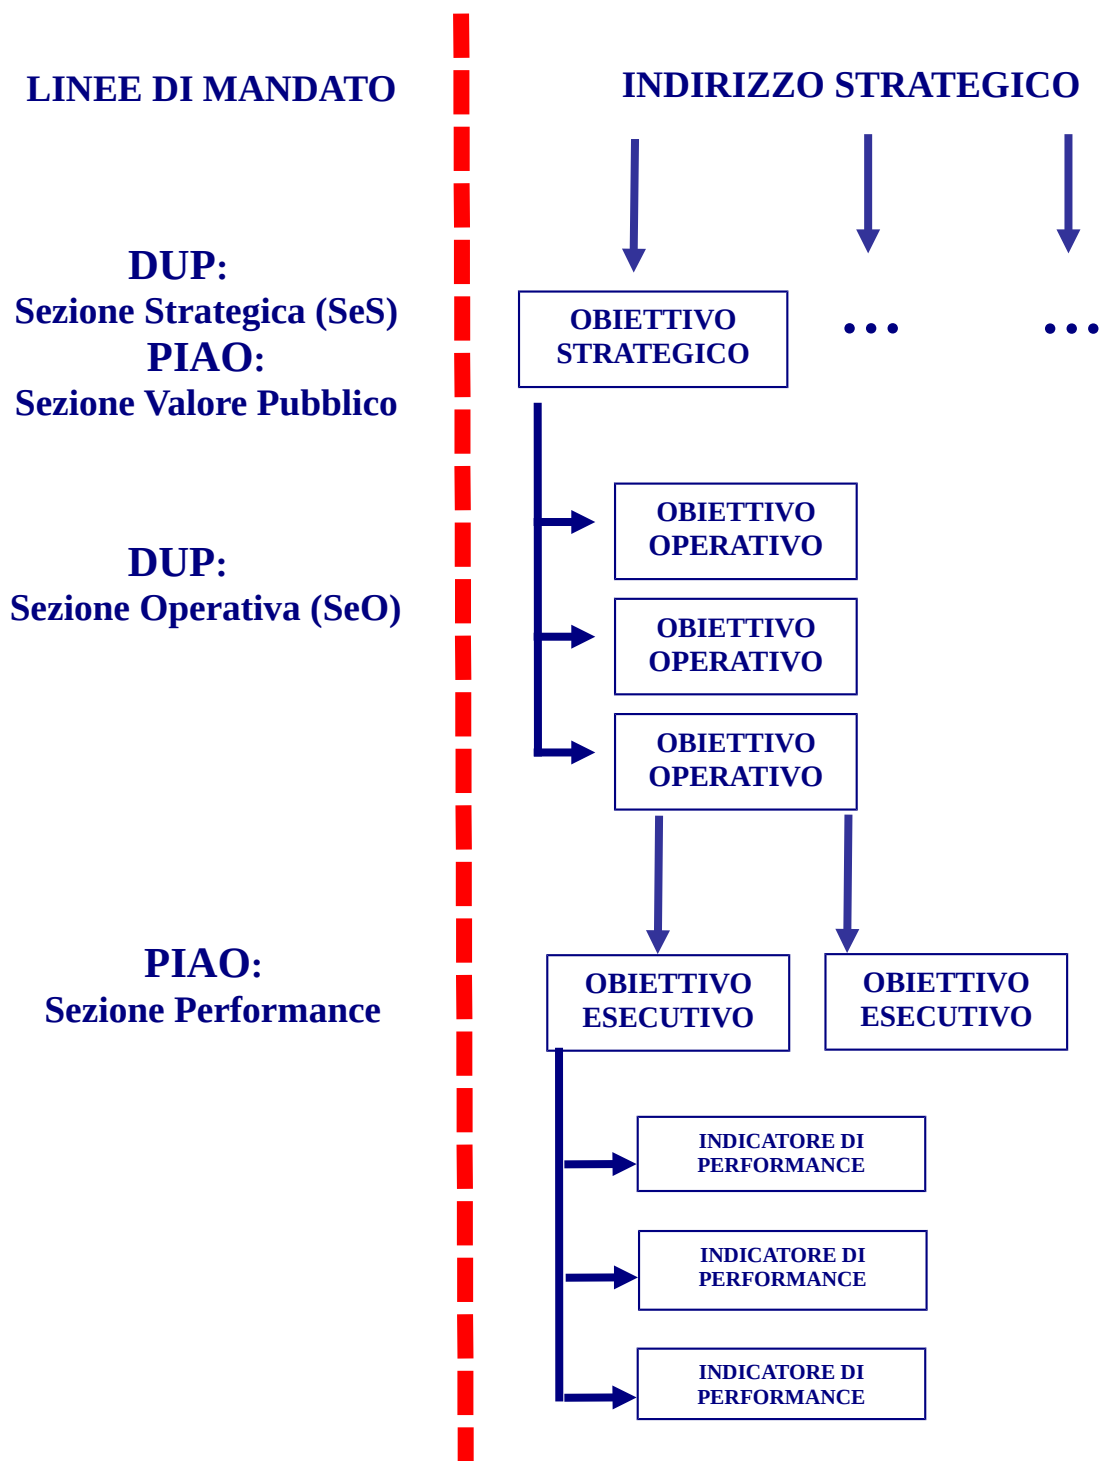 LINEE DI MANDATO
INDIRIZZO STRATEGICO
DUP:
Sezione Strategica (SeS)
PIAO:
Sezione Valore Pubblico
OBIETTIVO
STRATEGICO
...
...
DUP:
Sezione Operativa (SeO)
OBIETTIVO
OPERATIVO
OBIETTIVO
OPERATIVO
OBIETTIVO
OPERATIVO
PIAO:
Sezione Performance
OBIETTIVO
ESECUTIVO
OBIETTIVO
ESECUTIVO
INDICATORE DI
PERFORMANCE
INDICATORE DI
PERFORMANCE
INDICATORE DI
PERFORMANCE